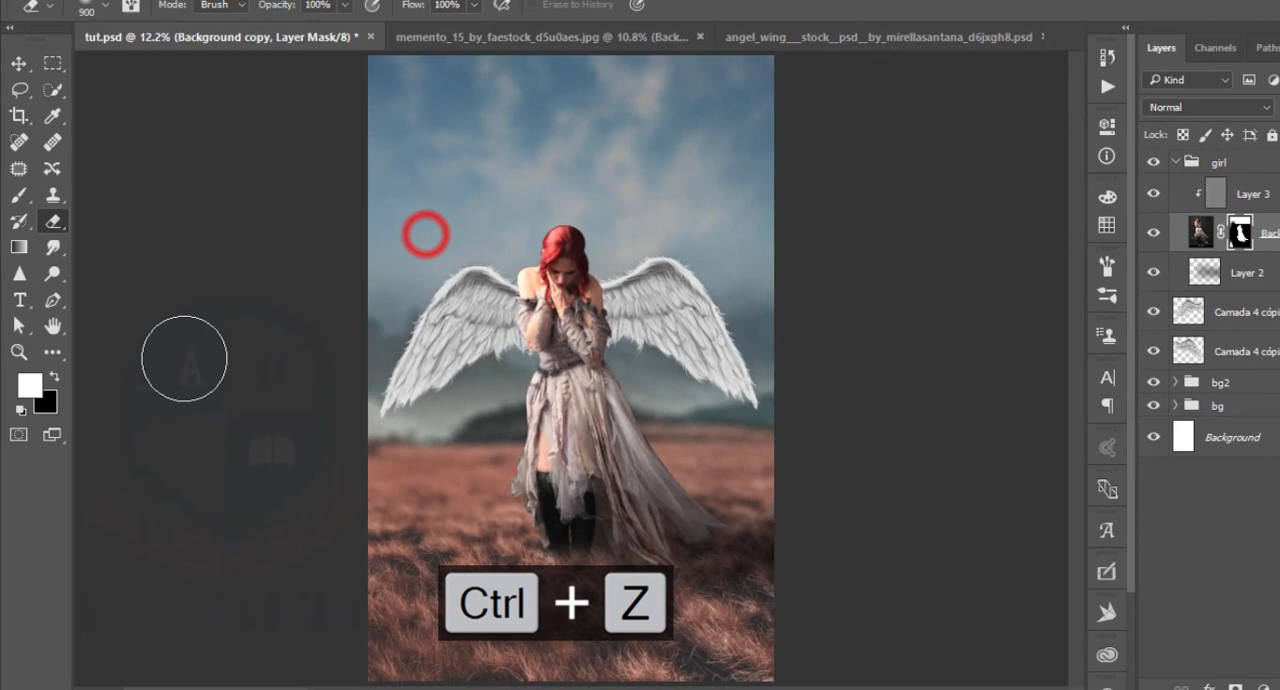 900
Mode: Brush Opacity: 100% Flow: 100% Erase to History
tut.psd @ 12.2% (Background copy, Layer Mask/8) * ×
memento_15_by_faestock_d5u0aes.jpg @ 10.8% (Back... ×
angel_wing___stock__psd__by_mirellasantana_d6jxgh8.psd
Layers Channels Paths
Kind
Normal
Lock:
girl
Layer 3
Back
Layer 2
Camada 4 cópi
Camada 4 cópi
bg2
bg
Background
Ctrl + Z